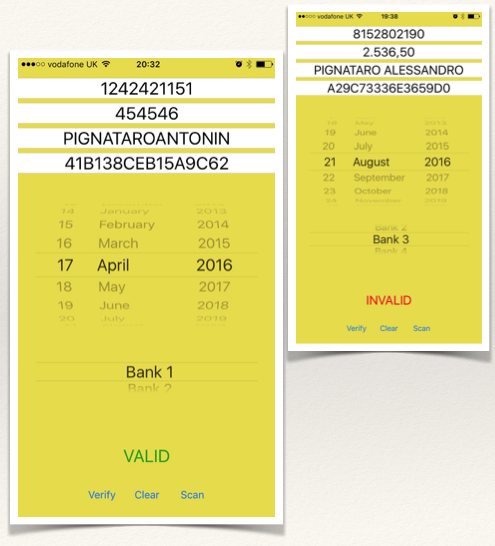 vodafone UK 20:32
1242421151
454546
PIGNATAROANTONIN
41B138CEB15A9C62
14 January 2013
15 February 2014
16 March 2015
17 April 2016
18 May 2017
19 June 2018
20 July 2019
Bank 1
Bank 2
VALID
Verify Clear Scan
vodafone UK 19:38
8152802190
2.536,50
PIGNATARO ALESSANDRO
A29C73336E3659D0
18 May 2013
19 June 2014
20 July 2015
21 August 2016
22 September 2017
23 October 2018
24 November 2019
Bank 2
Bank 3
Bank 4
INVALID
Verify Clear Scan